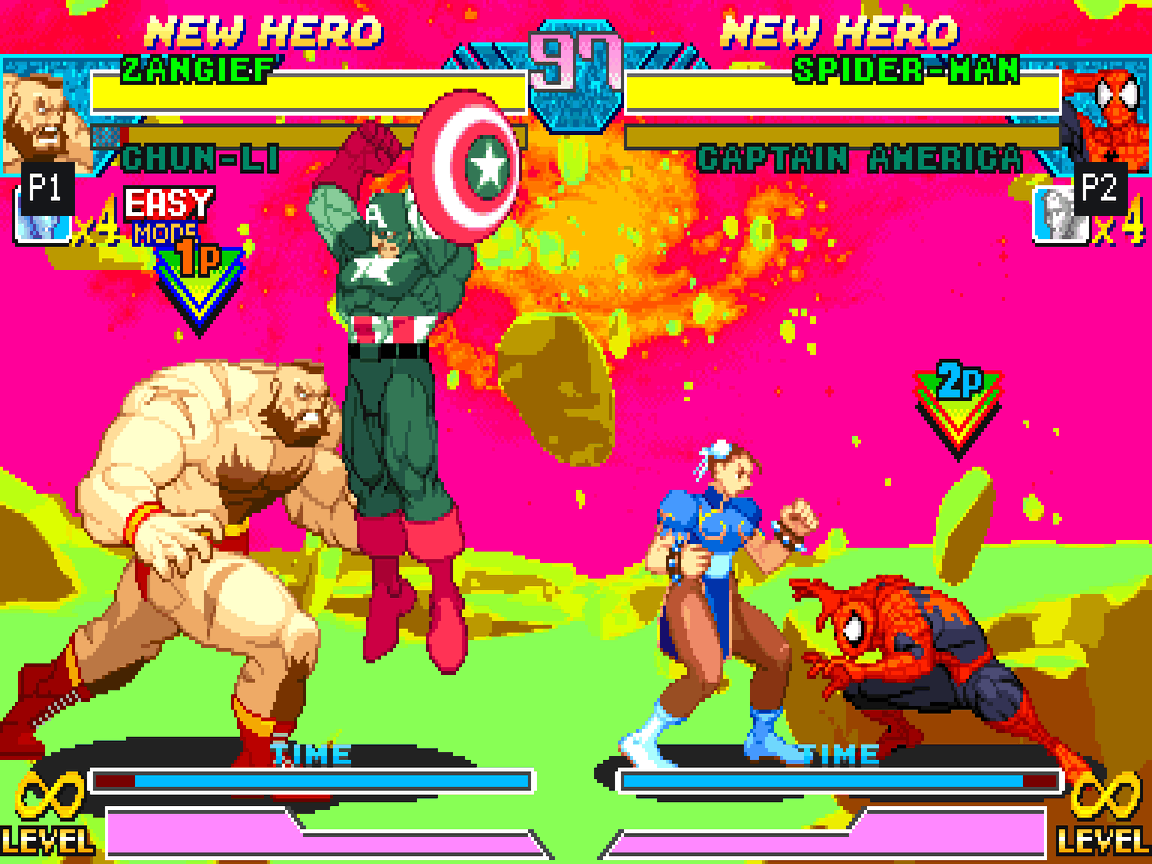 NEW HERO
NEW HERO
97
ZANGIEF
SPIDER-MAN
CHUN-LI
CAPTAIN AMERICA
P1
P2
x4
EASY
MODE
x4
1P
2P
TIME
TIME
∞
LEVEL
∞
LEVEL